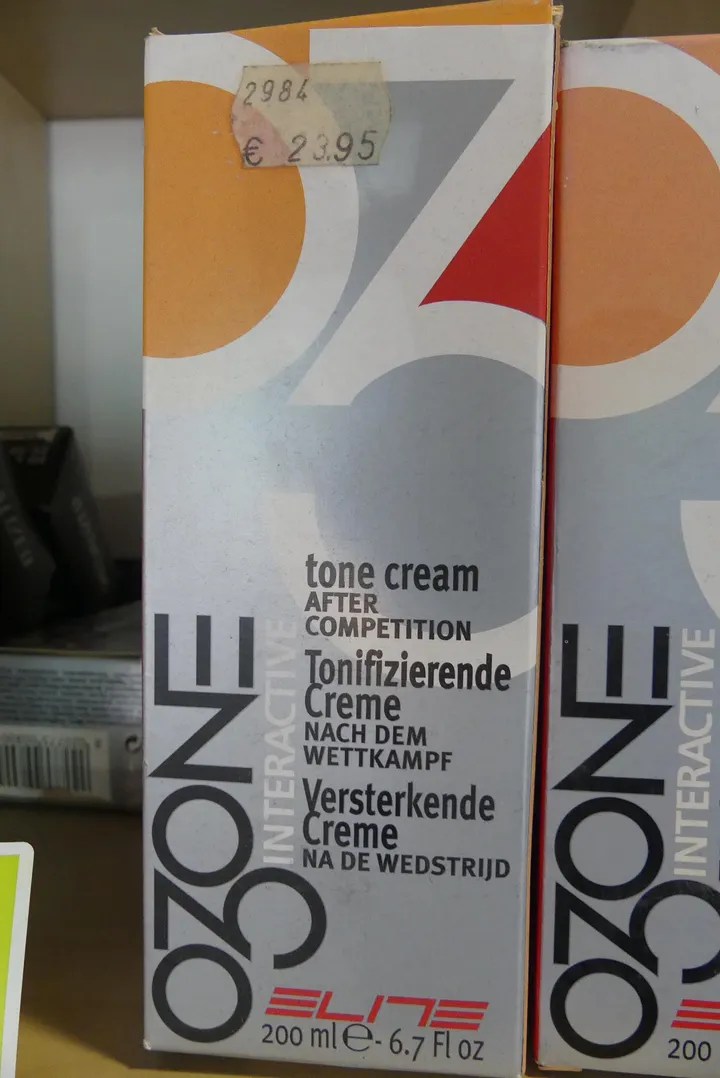 2984
€ 23.95
tone cream
AFTER
COMPETITION
Tonifizierende
Creme
NACH DEM
WETTKAMPF
Versterkende
Creme
NA DE WEDSTRIJD
OZONE
INTERACTIVE
ELITE
200 ml e - 6.7 Fl oz
OZONE
INTERACTIVE
200